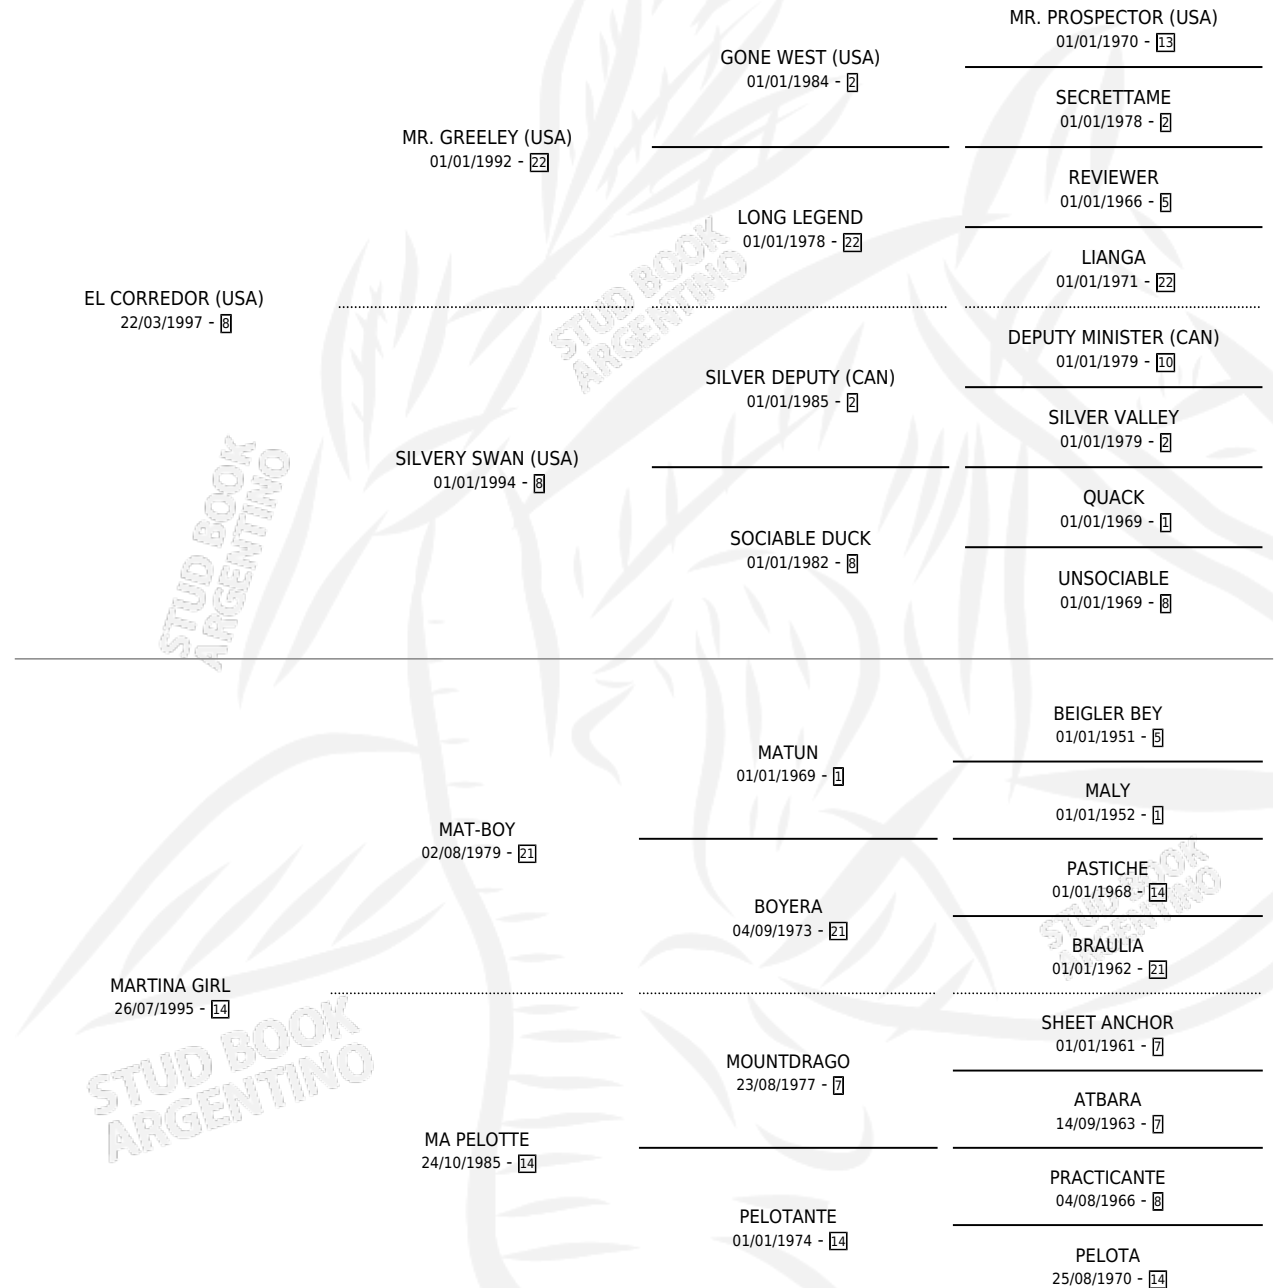 MR. PROSPECTOR (USA)
01/01/1970 - 13
GONE WEST (USA)
01/01/1984 - 2
SECRETTAME
01/01/1978 - 2
MR. GREELEY (USA)
01/01/1992 - 22
REVIEWER
01/01/1966 - 5
LONG LEGEND
01/01/1978 - 22
LIANGA
01/01/1971 - 22
EL CORREDOR (USA)
22/03/1997 - 8
DEPUTY MINISTER (CAN)
01/01/1979 - 10
SILVER DEPUTY (CAN)
01/01/1985 - 2
SILVER VALLEY
01/01/1979 - 2
SILVERY SWAN (USA)
01/01/1994 - 8
QUACK
01/01/1969 - 1
SOCIABLE DUCK
01/01/1982 - 8
UNSOCIABLE
01/01/1969 - 8
STUD BOOK
ARGENTINO
STUD BOOK
ARGENTINO
BEIGLER BEY
01/01/1951 - 5
MATUN
01/01/1969 - 1
MALY
01/01/1952 - 1
MAT-BOY
02/08/1979 - 21
PASTICHE
01/01/1968 - 14
BOYERA
04/09/1973 - 21
BRAULIA
01/01/1962 - 21
STUD BOOK
ARGENTINO
MARTINA GIRL
26/07/1995 - 14
SHEET ANCHOR
01/01/1961 - 7
MOUNTDRAGO
23/08/1977 - 7
ATBARA
14/09/1963 - 7
STUD BOOK
ARGENTINO
MA PELOTTE
24/10/1985 - 14
PRACTICANTE
04/08/1966 - 8
PELOTANTE
01/01/1974 - 14
PELOTA
25/08/1970 - 14